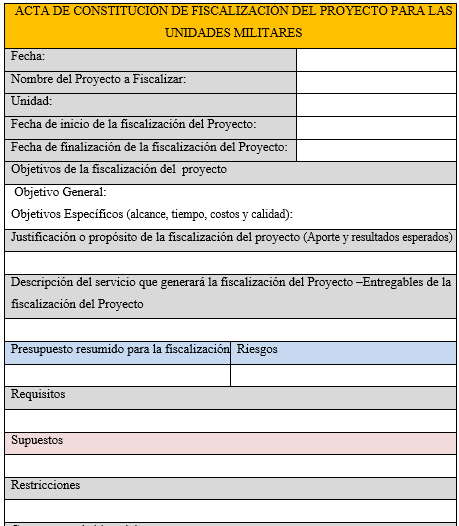 ACTA DE CONSTITUCIÓN DE FISCALIZACIÓN DEL PROYECTO PARA LAS
UNIDADES MILITARES
Fecha:
Nombre del Proyecto a Fiscalizar:
Unidad:
Fecha de inicio de la fiscalización del Proyecto:
Fecha de finalización de la fiscalización del Proyecto:
Objetivos de la fiscalización del proyecto
Objetivo General:
Objetivos Específicos (alcance, tiempo, costos y calidad):
Justificación o propósito de la fiscalización del proyecto (Aporte y resultados esperados)
Descripción del servicio que generará la fiscalización del Proyecto –Entregables de la
fiscalización del Proyecto
Presupuesto resumido para la fiscalización Riesgos
Requisitos
Supuestos
Restricciones